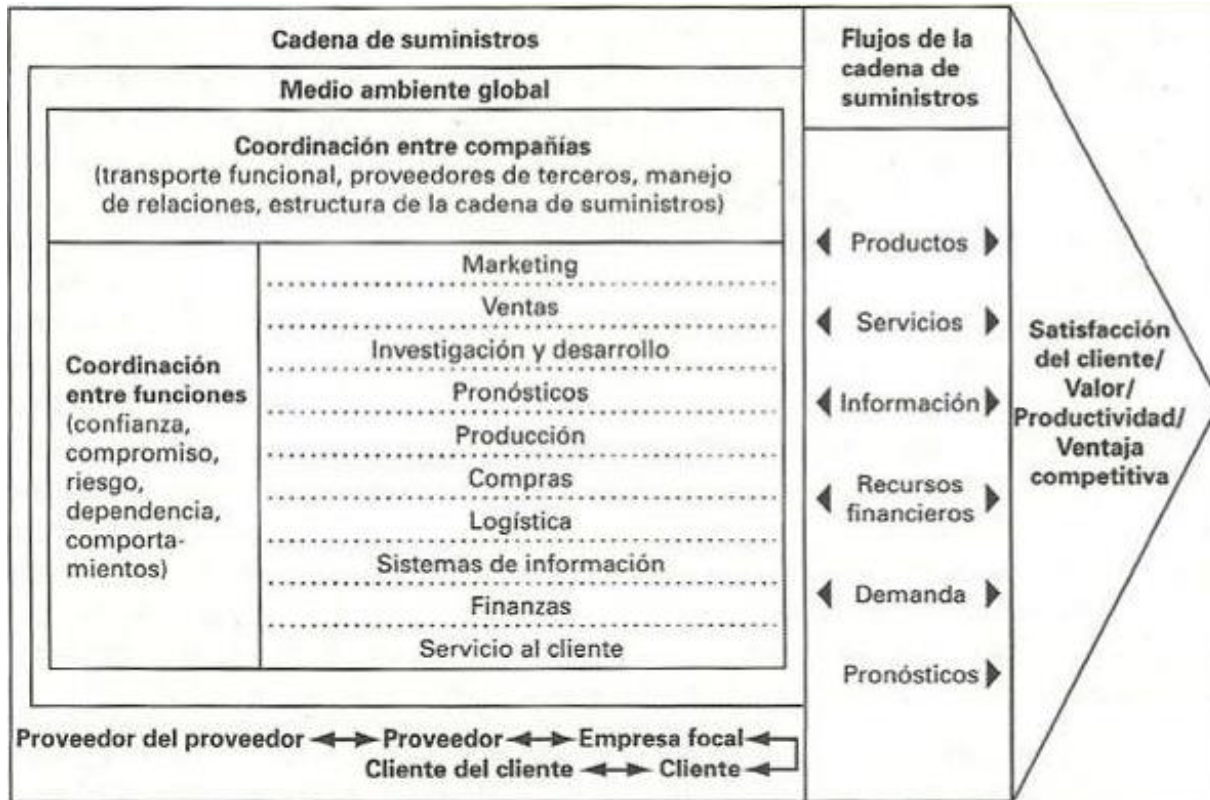 Cadena de suministros
Medio ambiente global
Coordinación entre compañías
(transporte funcional, proveedores de terceros, manejo
de relaciones, estructura de la cadena de suministros)
Coordinación
entre funciones
(confianza,
compromiso,
riesgo,
dependencia,
comporta-
mientos)
Marketing
Ventas
Investigación y desarrollo
Pronósticos
Producción
Compras
Logística
Sistemas de información
Finanzas
Servicio al cliente
Proveedor del proveedor Proveedor Empresa focal
Cliente del cliente Cliente
Flujos de la
cadena de
suministros
Productos
Servicios
Información
Recursos
financieros
Demanda
Pronósticos
Satisfacción
del cliente/
Valor/
Productividad/
Ventaja
competitiva